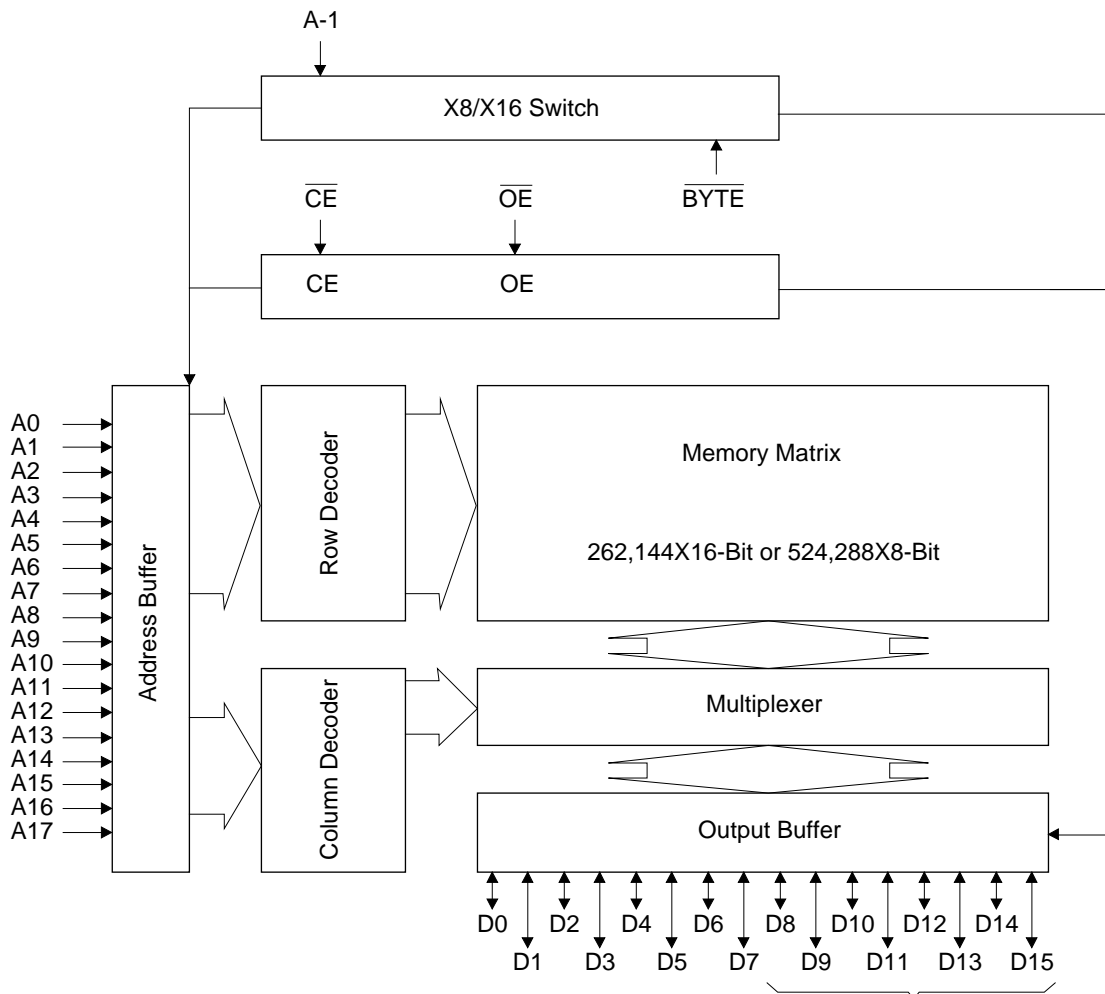 A-1
X8/X16 Switch
CE OE BYTE
CE OE
A0
A1
A2
A3
A4
A5
A6
A7
A8
A9
A10
A11
A12
A13
A14
A15
A16
A17
Address Buffer
Row Decoder
Column Decoder
Memory Matrix
262,144X16-Bit or 524,288X8-Bit
Multiplexer
Output Buffer
D0 D2 D4 D6 D8 D10 D12 D14
D1 D3 D5 D7 D9 D11 D13 D15